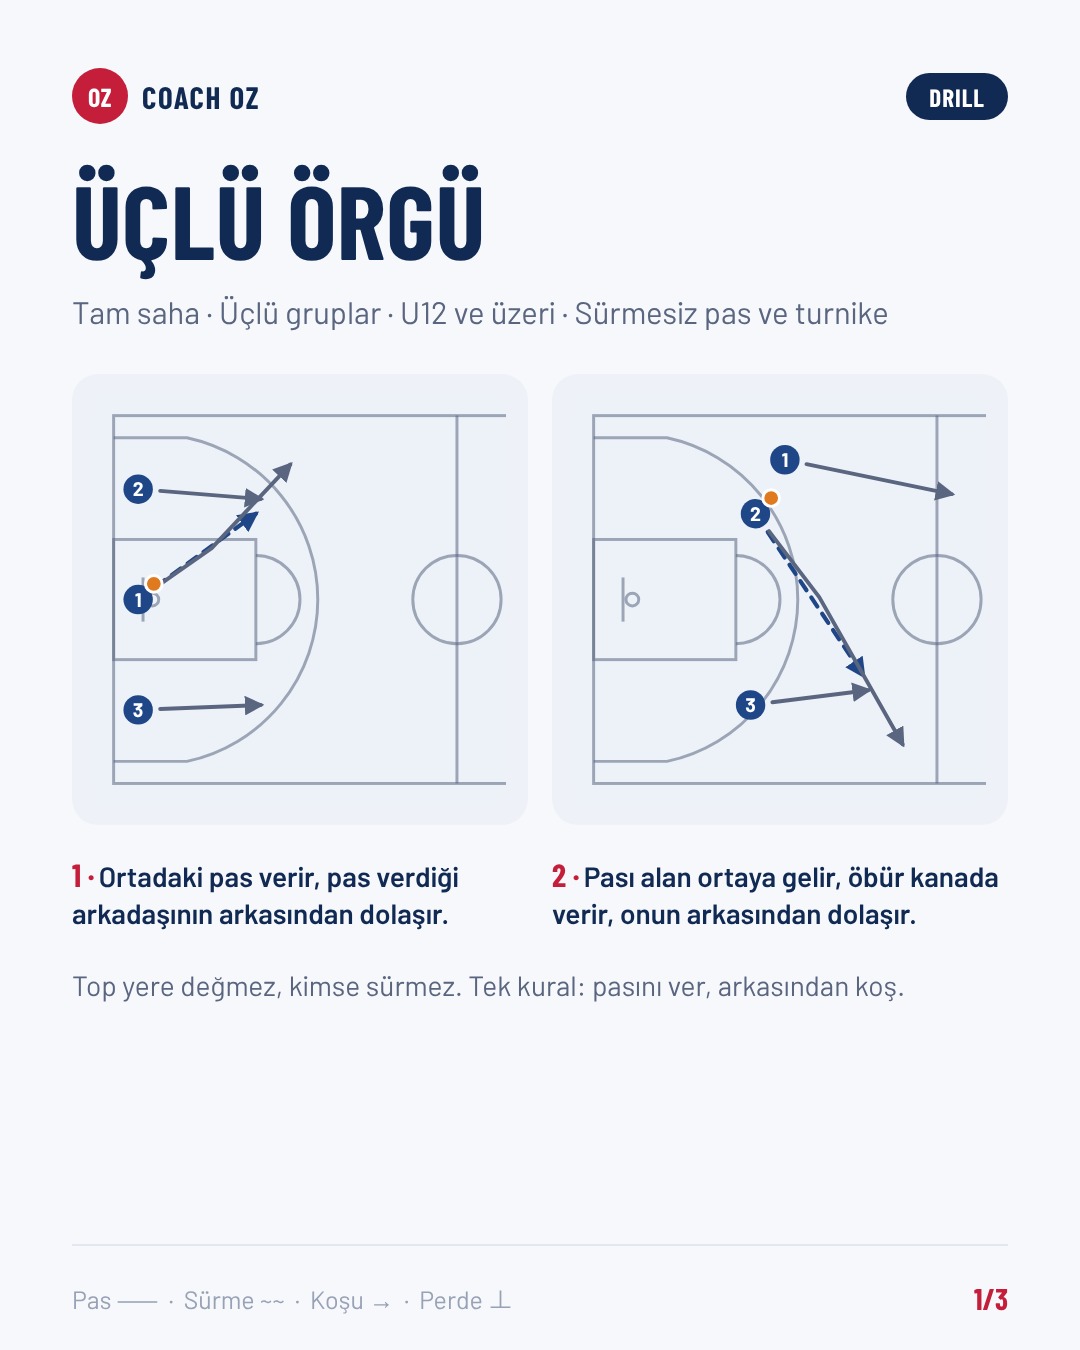 OZ COACH OZ
DRILL
ÜÇLÜ ÖRGÜ
Tam saha · Üçlü gruplar · U12 ve üzeri · Sürmesiz pas ve turnike
2
1
3
1
2
3
1 · Ortadaki pas verir, pas verdiği
arkadaşının arkasından dolaşır.
2 · Pası alan ortaya gelir, öbür kanada
verir, onun arkasından dolaşır.
Top yere değmez, kimse sürmez. Tek kural: pasını ver, arkasından koş.
Pas —— · Sürme ~~ · Koşu → · Perde ⊥
1/3